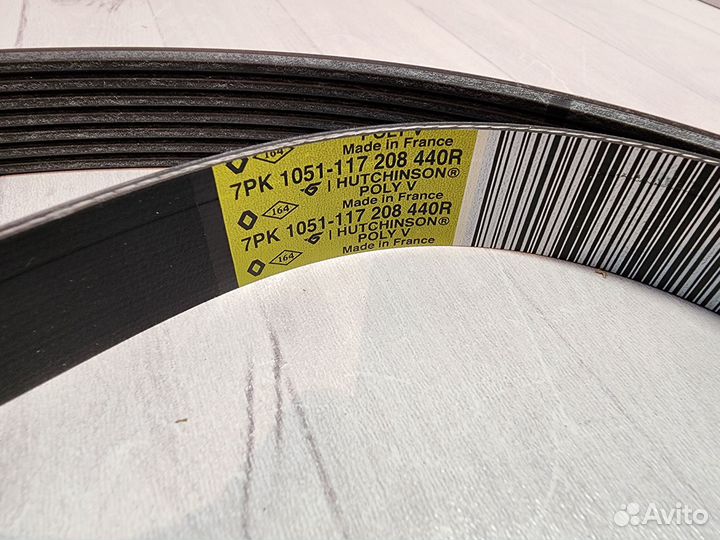 POLY V
Made in France
164
7PK 1051-117 208 440R
| HUTCHINSON®
POLY V
Made in France
164
7PK 1051-117 208 440R
| HUTCHINSON®
POLY V
Made in France
164
Avito